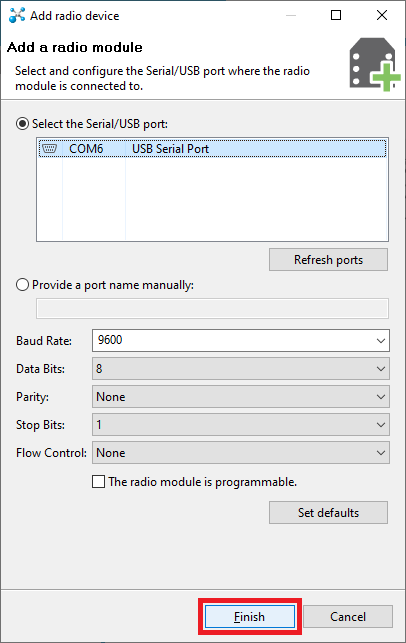 Add radio device
Add a radio module
Select and configure the Serial/USB port where the radio
module is connected to.
Select the Serial/USB port:
COM6 USB Serial Port
Refresh ports
Provide a port name manually:
Baud Rate: 9600
Data Bits: 8
Parity: None
Stop Bits: 1
Flow Control: None
The radio module is programmable.
Set defaults
Finish Cancel